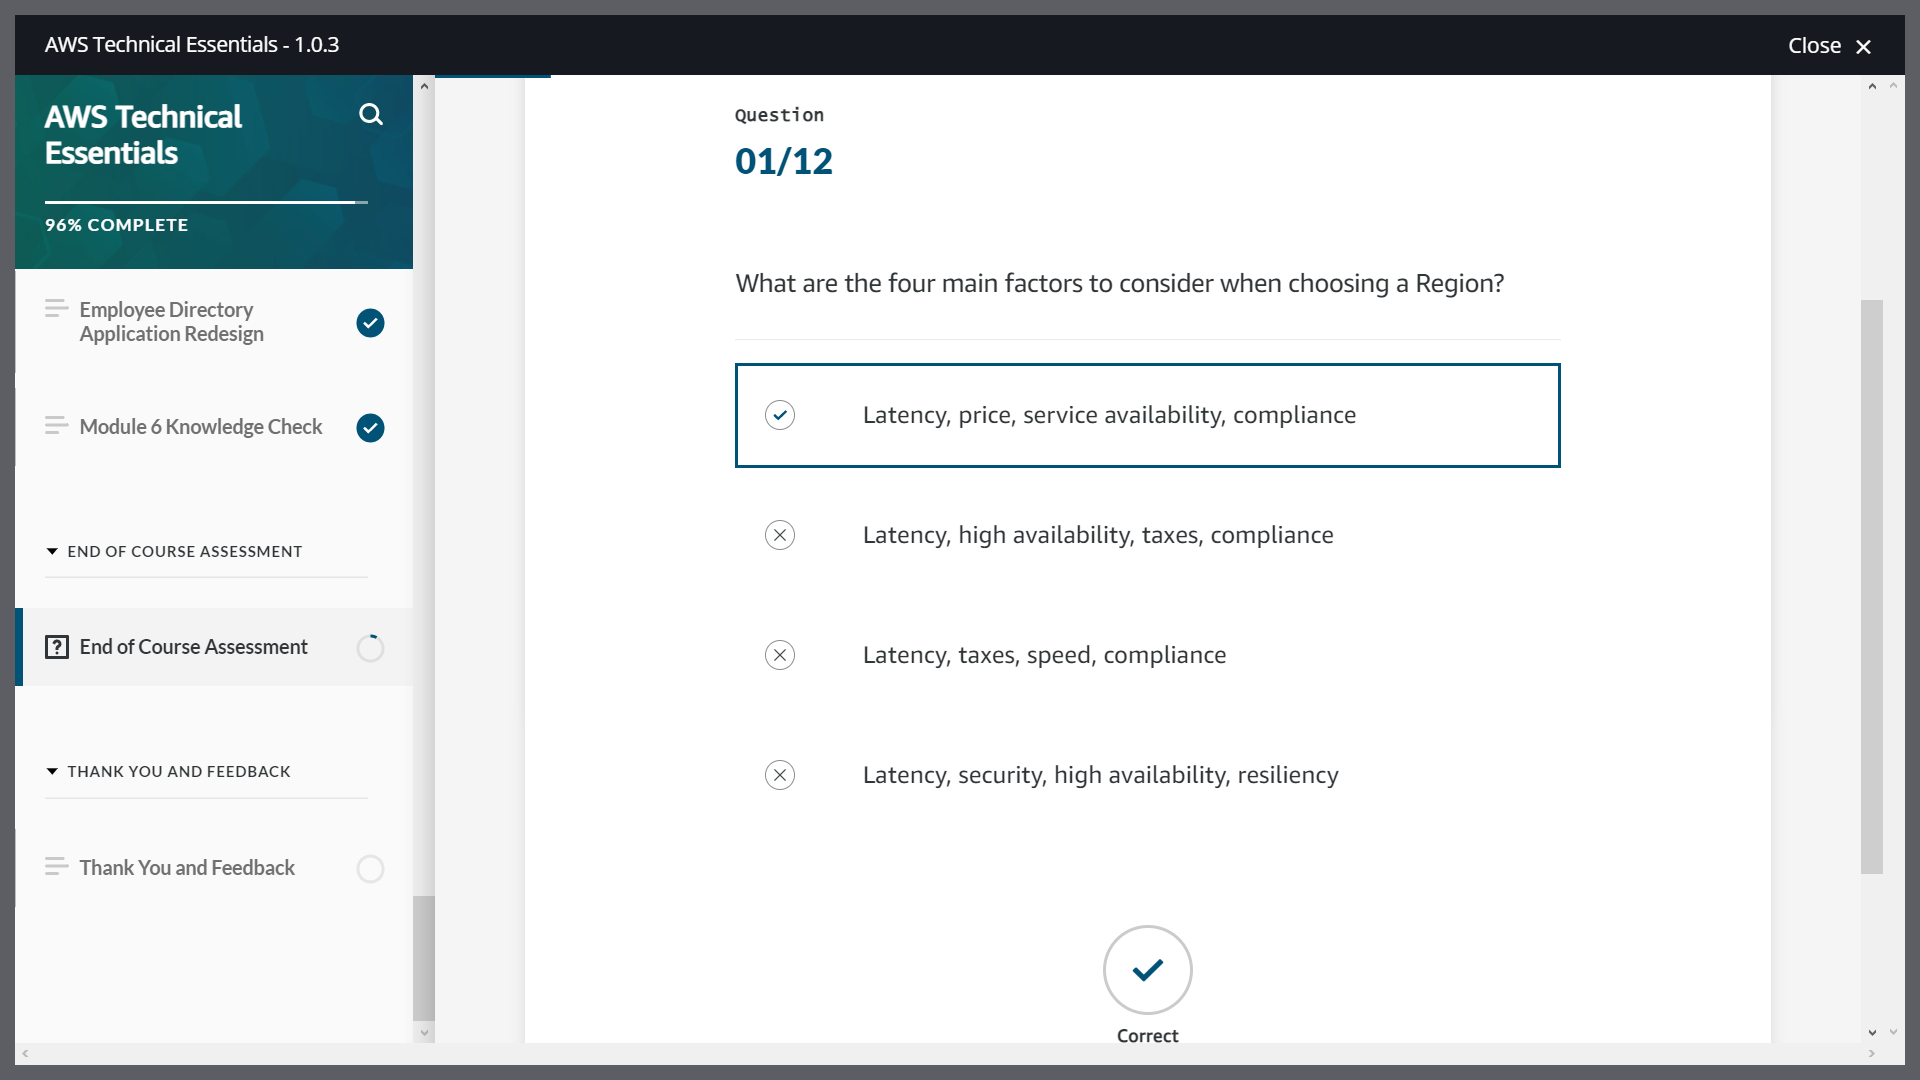 AWS Technical Essentials - 1.0.3
Close
AWS Technical
Essentials
96% COMPLETE
Employee Directory
Application Redesign
Module 6 Knowledge Check
END OF COURSE ASSESSMENT
End of Course Assessment
THANK YOU AND FEEDBACK
Thank You and Feedback
Question
01/12
What are the four main factors to consider when choosing a Region?
Latency, price, service availability, compliance
Latency, high availability, taxes, compliance
Latency, taxes, speed, compliance
Latency, security, high availability, resiliency
Correct